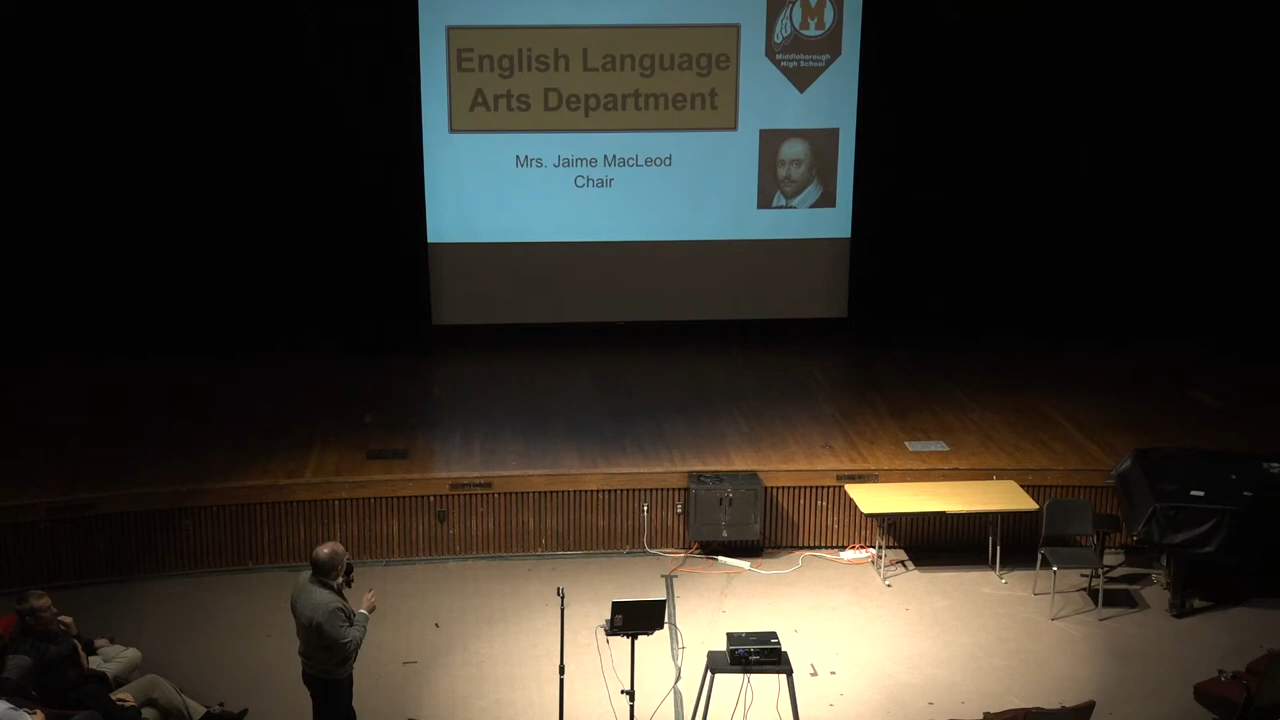 English Language
Arts Department
Mrs. Jaime MacLeod
Chair
M
Middleborough
High School